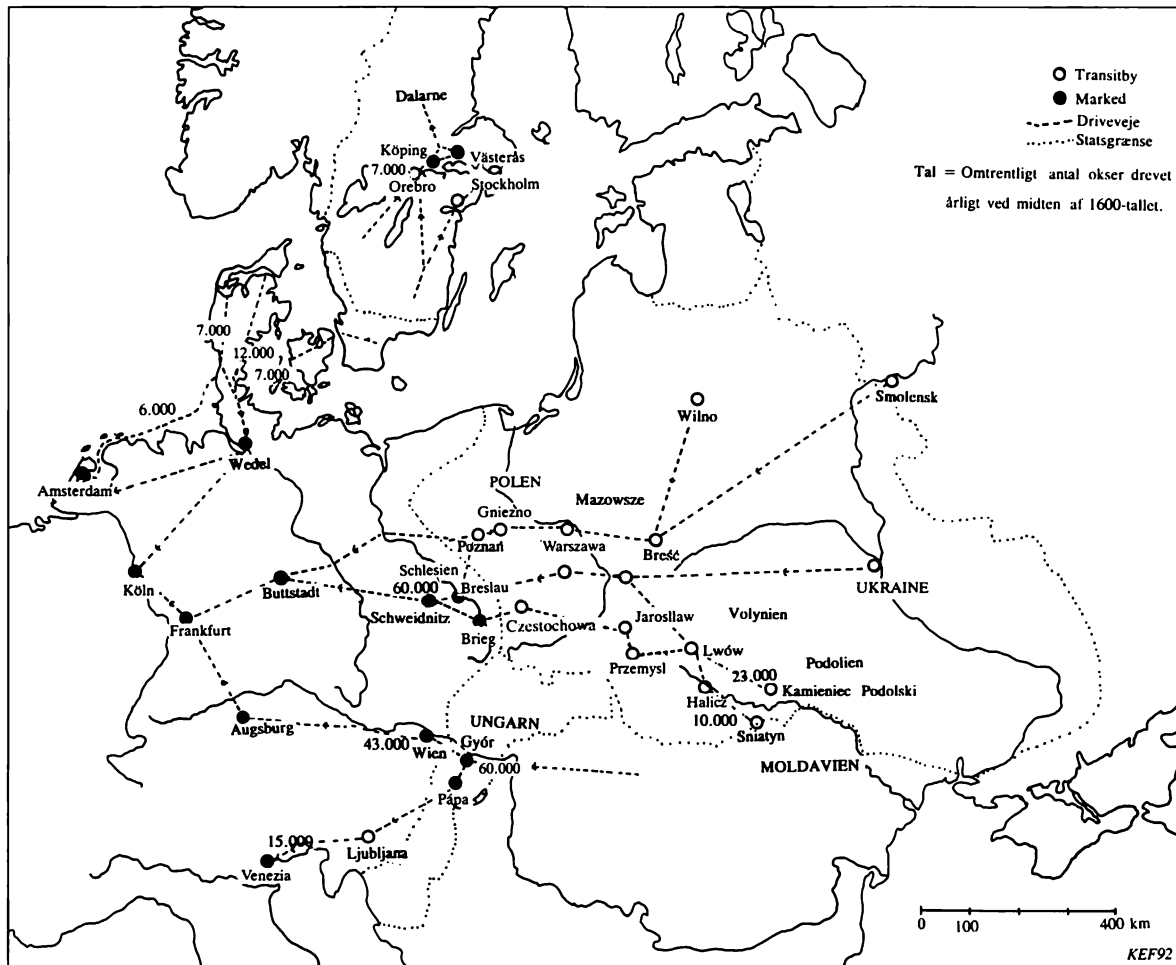 Transitby
Marked
Driveveje
Statsgrænse
Tal = Omtrentligt antal okser drevet
årligt ved midten af 1600-tallet.
Dalarne
Köping
Västerås
7.000
Orebro
Stockholm
7.000
12.000
7.000
6.000
Wedel
Amsterdam
Smolensk
Wilno
POLEN
Mazowsze
Gniezno
Poznań
Warszawa
Breść
Köln
Buttstadt
Schlesien
60.000
Breslau
Schweidnitz
UKRAINE
Frankfurt
Brieg
Czestochowa
Jaroslław
Volynien
Przemysl
Lwów
Podolien
23.000
Kamieniec Podolski
Halicz
10.000
Sniatyn
Augsburg
UNGARN
43.000
Wien
Györ
60.000
MOLDAVIEN
Pápa
15.000
Ljubljana
Venezia
0 100 400 km
KEF92